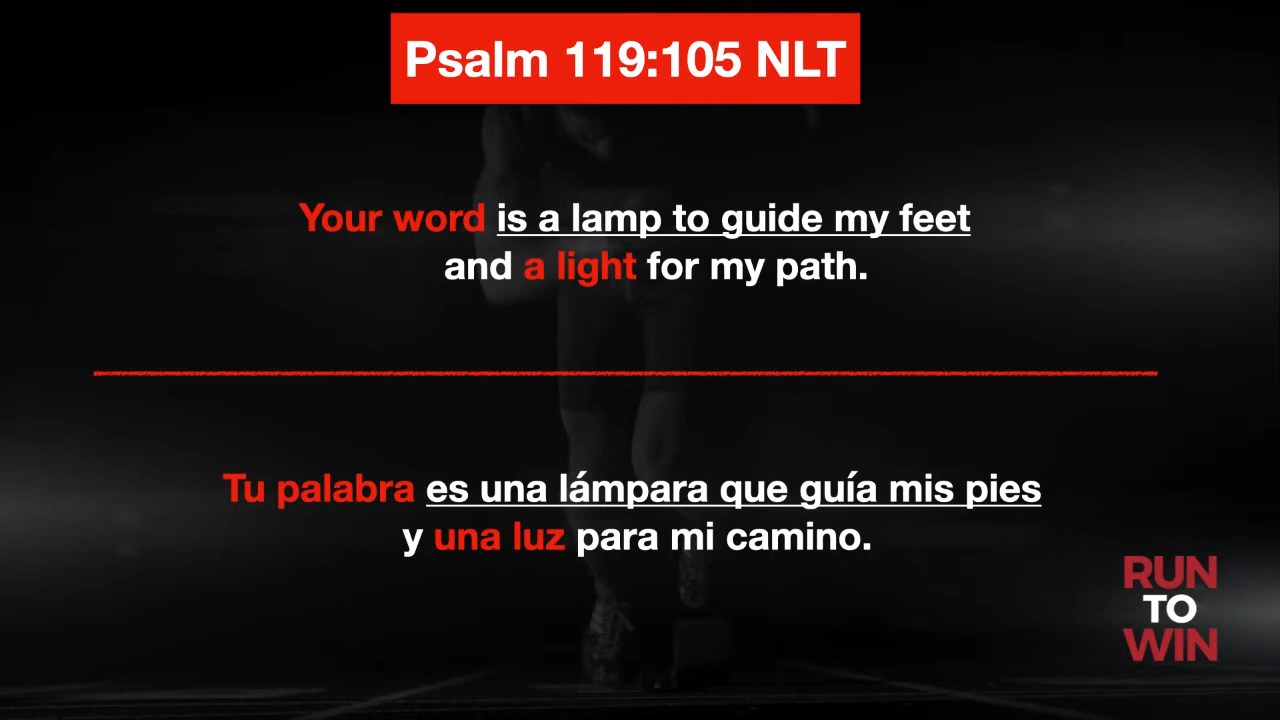 Psalm 119:105 NLT
Your word is a lamp to guide my feet
and a light for my path.
Tu palabra es una lámpara que guía mis pies
y una luz para mi camino.
RUN
TO
WIN